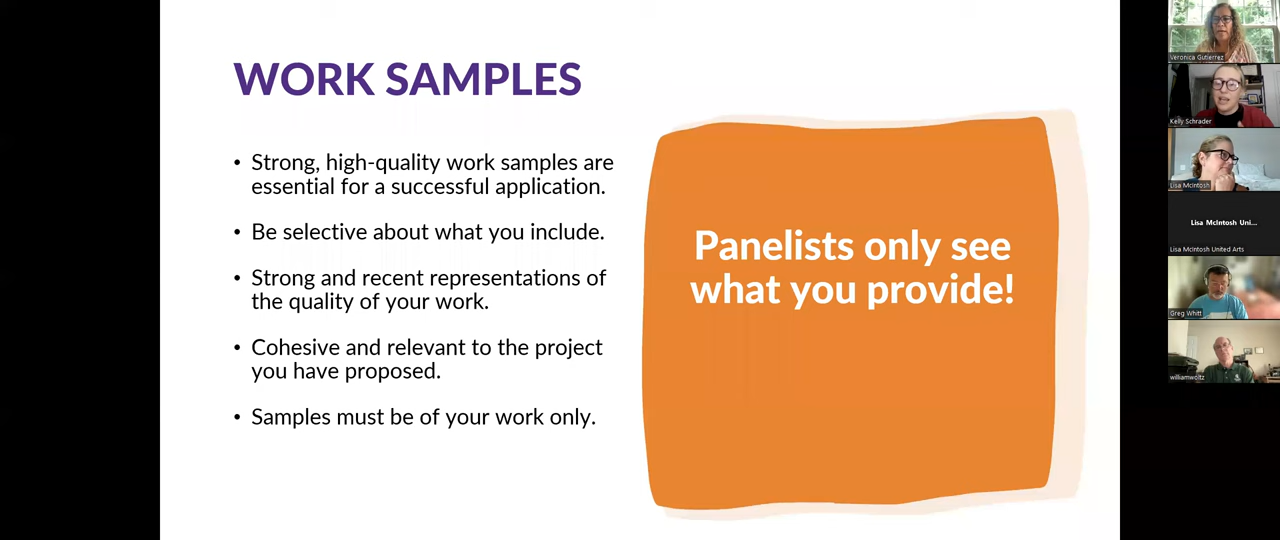 WORK SAMPLES
• Strong, high-quality work samples are
essential for a successful application.
• Be selective about what you include.
• Strong and recent representations of
the quality of your work.
• Cohesive and relevant to the project
you have proposed.
• Samples must be of your work only.
Panelists only see
what you provide!
Veronica Gutierrez
Kelly Schrader
Lisa McIntosh
Lisa McIntosh Uni...
Lisa McIntosh United Arts
Greg Whitt
williamwoltz